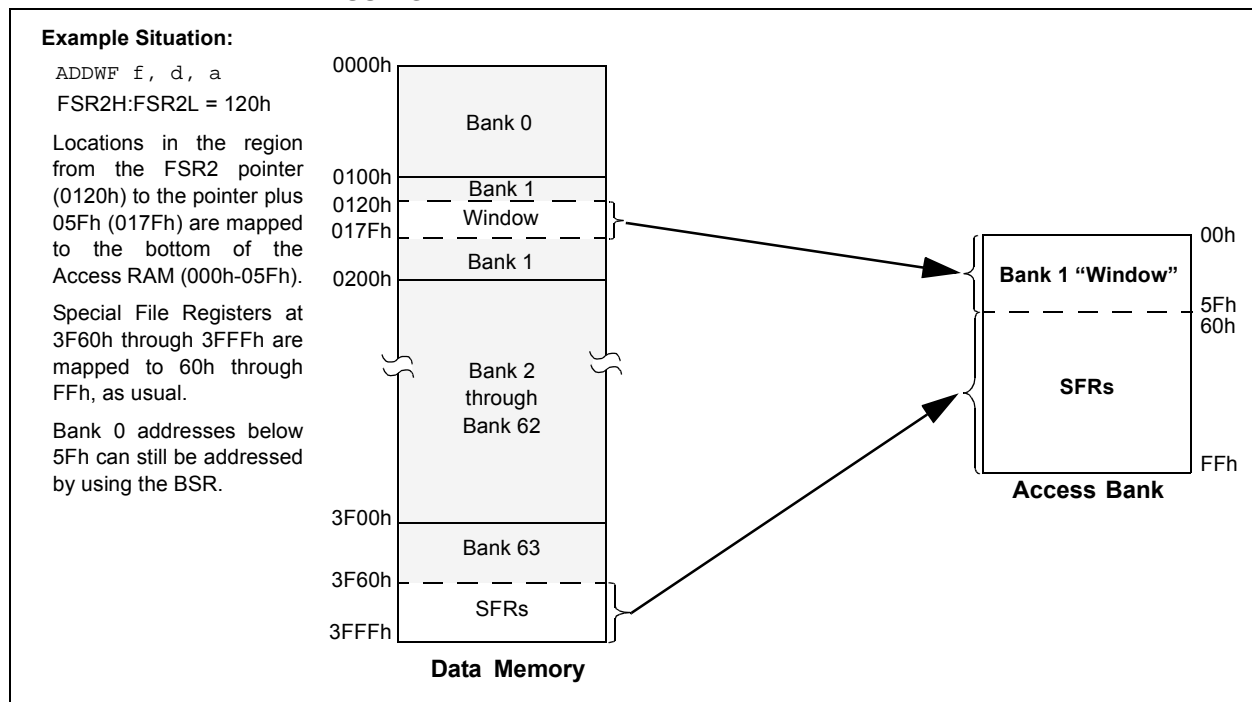 Example Situation:
ADDWF f, d, a
FSR2H:FSR2L = 120h
Locations in the region
from the FSR2 pointer
(0120h) to the pointer plus
05Fh (017Fh) are mapped
to the bottom of the
Access RAM (000h-05Fh).
Special File Registers at
3F60h through 3FFFh are
mapped to 60h through
FFh, as usual.
Bank 0 addresses below
5Fh can still be addressed
by using the BSR.
0000h
Bank 0
0100h
Bank 1
0120h
Window
017Fh
Bank 1
0200h
Bank 2
through
Bank 62
3F00h
Bank 63
3F60h
SFRs
3FFFh
Data Memory
00h
Bank 1 “Window”
5Fh
60h
SFRs
FFh
Access Bank